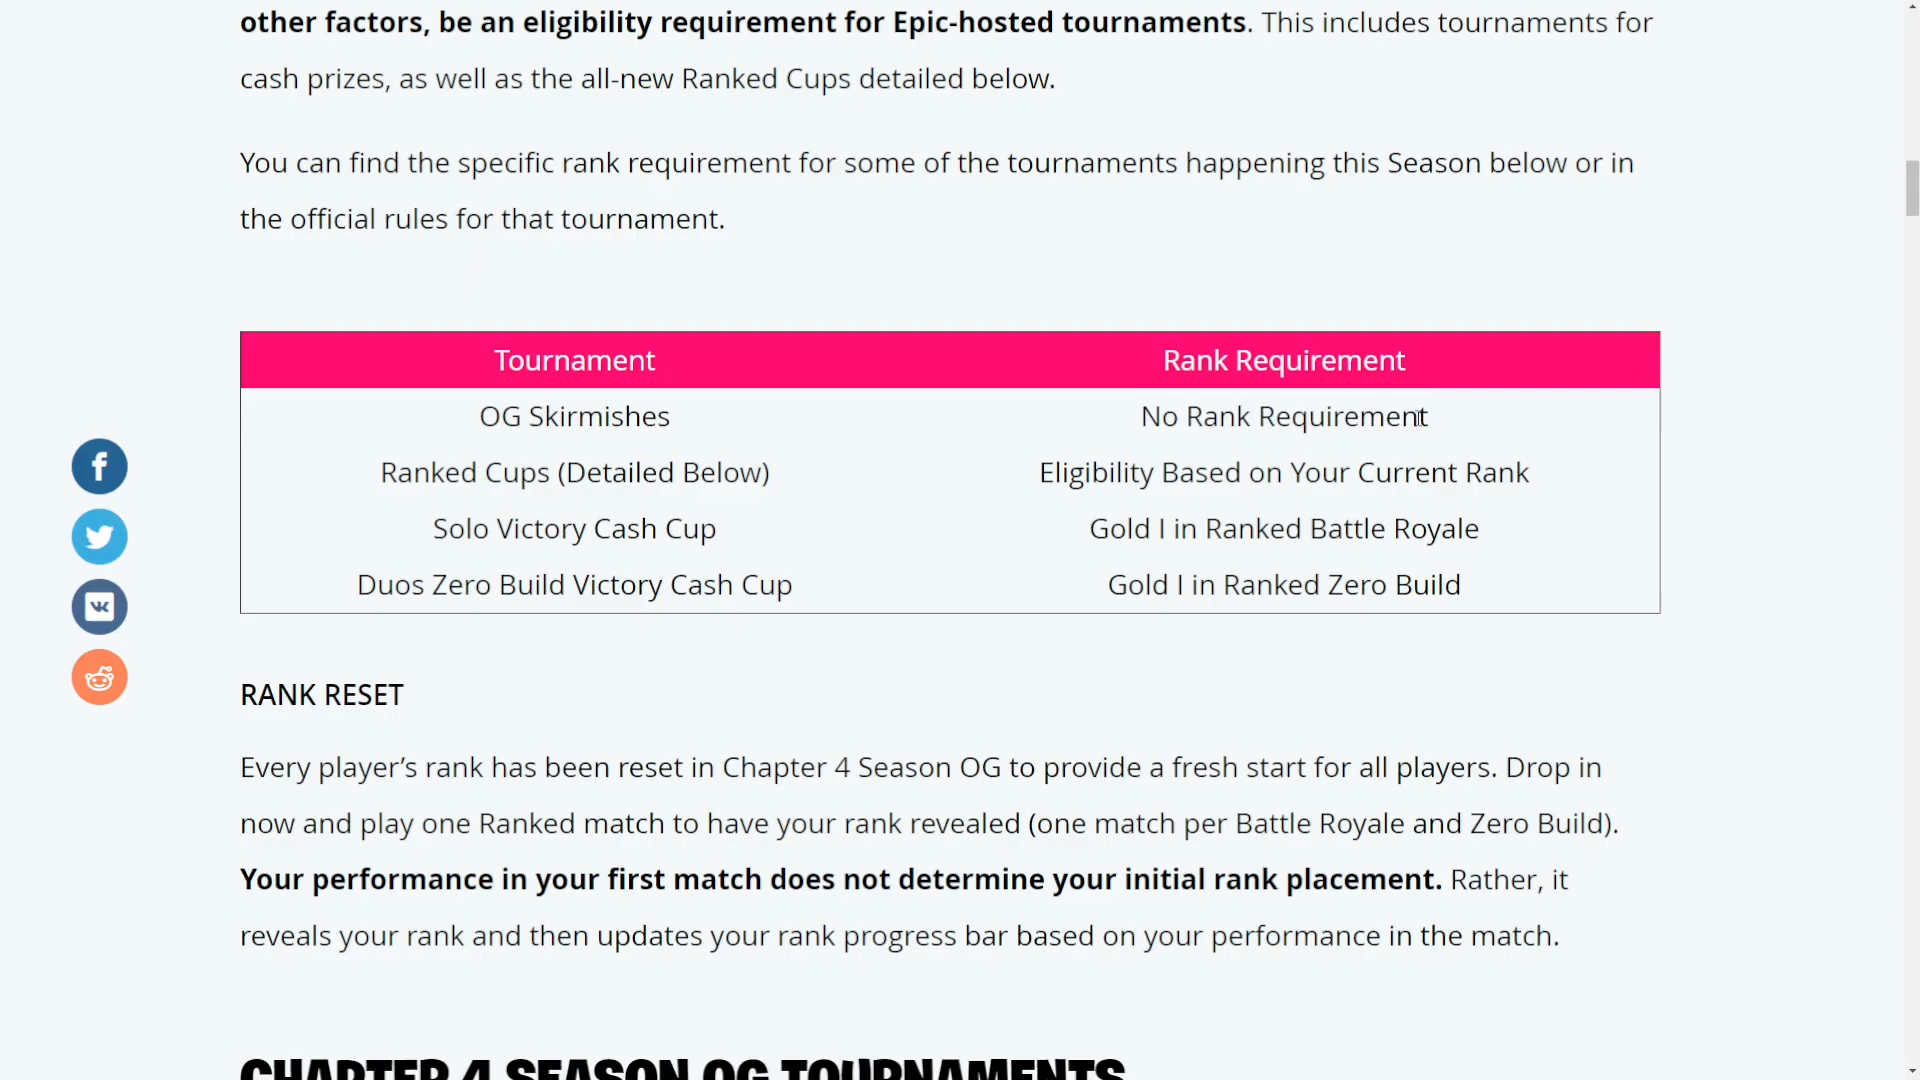 other factors, be an eligibility requirement for Epic-hosted tournaments. This includes tournaments for
cash prizes, as well as the all-new Ranked Cups detailed below.
You can find the specific rank requirement for some of the tournaments happening this Season below or in
the official rules for that tournament.
Tournament Rank Requirement
OG Skirmishes No Rank Requirement
Ranked Cups (Detailed Below) Eligibility Based on Your Current Rank
Solo Victory Cash Cup Gold I in Ranked Battle Royale
Duos Zero Build Victory Cash Cup Gold I in Ranked Zero Build
RANK RESET
Every player’s rank has been reset in Chapter 4 Season OG to provide a fresh start for all players. Drop in
now and play one Ranked match to have your rank revealed (one match per Battle Royale and Zero Build).
Your performance in your first match does not determine your initial rank placement. Rather, it
reveals your rank and then updates your rank progress bar based on your performance in the match.
CHAPTER 4 SEASON OG TOURNAMENTS